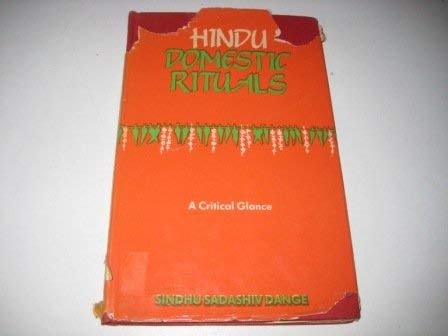 HINDU
DOMESTIC
RITUALS
A Critical Glance
SINDHU SADASHIV DANGE